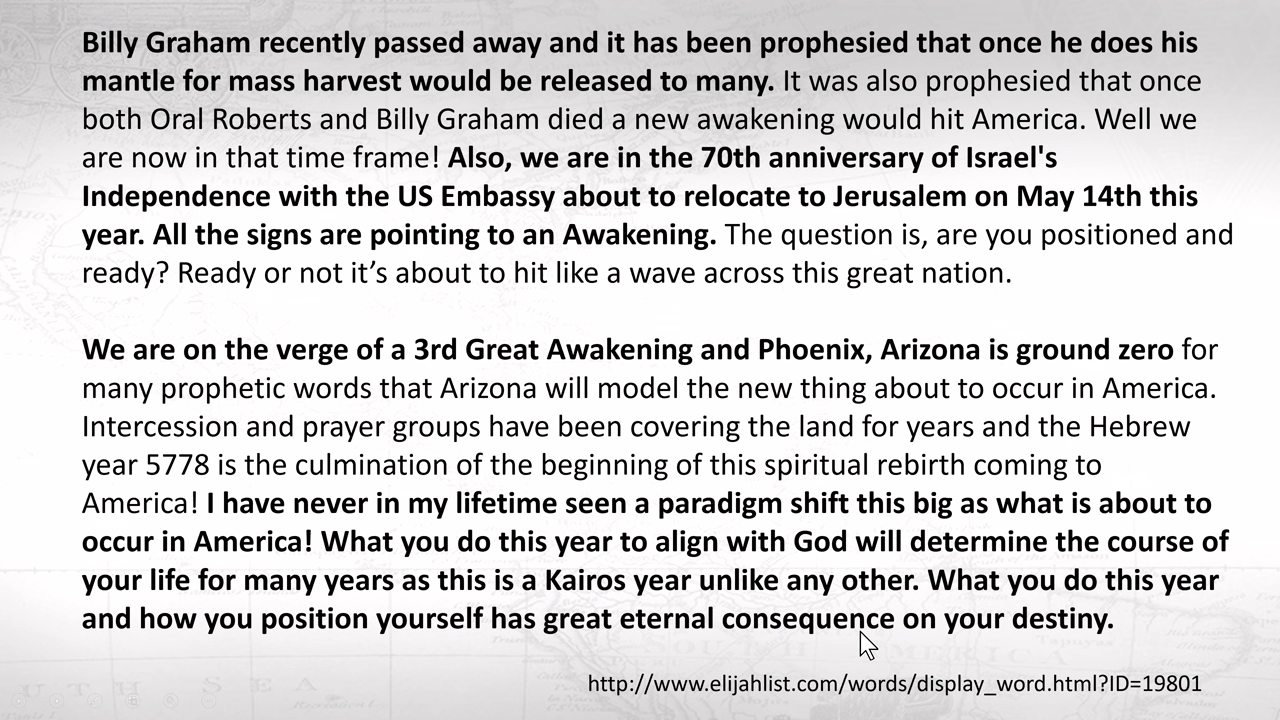 Billy Graham recently passed away and it has been prophesied that once he does his
mantle for mass harvest would be released to many. It was also prophesied that once
both Oral Roberts and Billy Graham died a new awakening would hit America. Well we
are now in that time frame! Also, we are in the 70th anniversary of Israel's
Independence with the US Embassy about to relocate to Jerusalem on May 14th this
year. All the signs are pointing to an Awakening. The question is, are you positioned and
ready? Ready or not it’s about to hit like a wave across this great nation.
We are on the verge of a 3rd Great Awakening and Phoenix, Arizona is ground zero for
many prophetic words that Arizona will model the new thing about to occur in America.
Intercession and prayer groups have been covering the land for years and the Hebrew
year 5778 is the culmination of the beginning of this spiritual rebirth coming to
America! I have never in my lifetime seen a paradigm shift this big as what is about to
occur in America! What you do this year to align with God will determine the course of
your life for many years as this is a Kairos year unlike any other. What you do this year
and how you position yourself has great eternal consequence on your destiny.
SOUTH AMERICA
UTH SEA
http://www.elijahlist.com/words/display_word.html?ID=19801